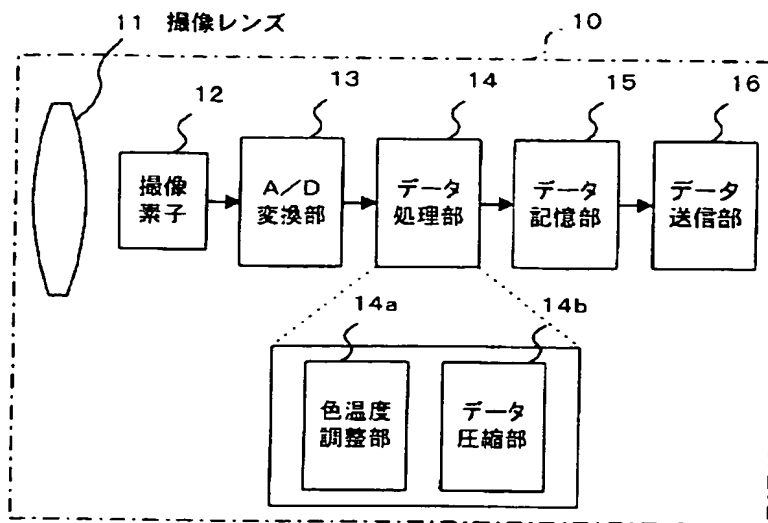 11 撮像レンズ
10
12
13
14
15
16
撮像
素子
A/D
変換部
データ
処理部
データ
記憶部
データ
送信部
14a
14b
色温度
調整部
データ
圧縮部